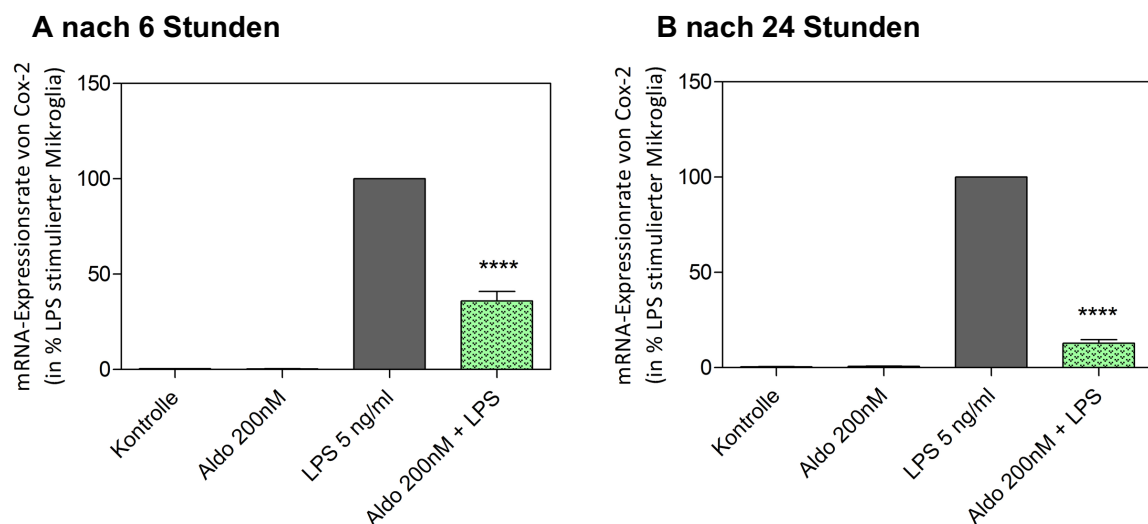 A nach 6 Stunden
mRNA-Expressionsrate von Cox-2
(in % LPS stimulierter Mikroglia)
150
100
50
0
****
Kontrolle
Aldo 200nM
LPS 5 ng/ml
Aldo 200nM + LPS
B nach 24 Stunden
mRNA-Expressionrate von Cox-2
(in % LPS stimulierter Mikroglia)
150
100
50
0
****
Kontrolle
Aldo 200nM
LPS 5 ng/ml
Aldo 200nM + LPS